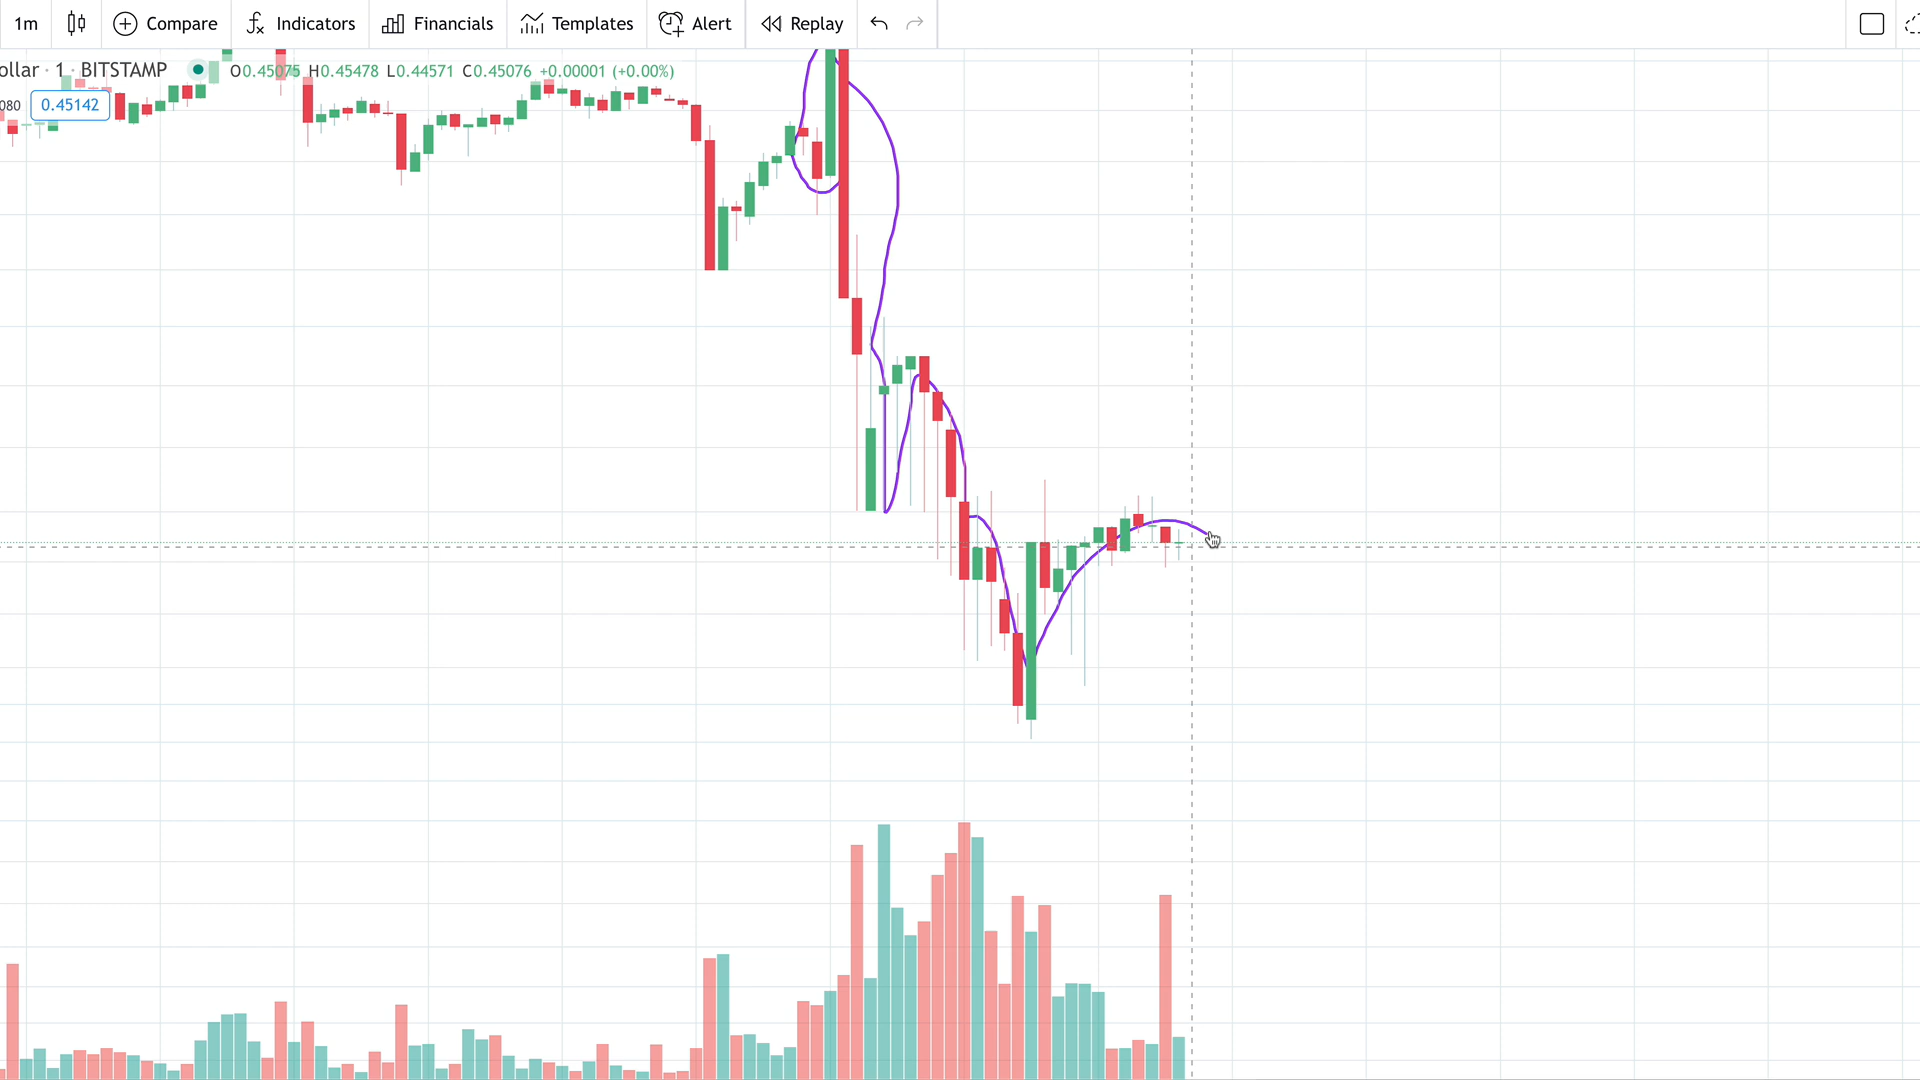 1m Compare Indicators Financials Templates Alert Replay
ollar · 1 · BITSTAMP O0.45075 H0.45478 L0.44571 C0.45076 +0.00001 (+0.00%)
080 0.45142